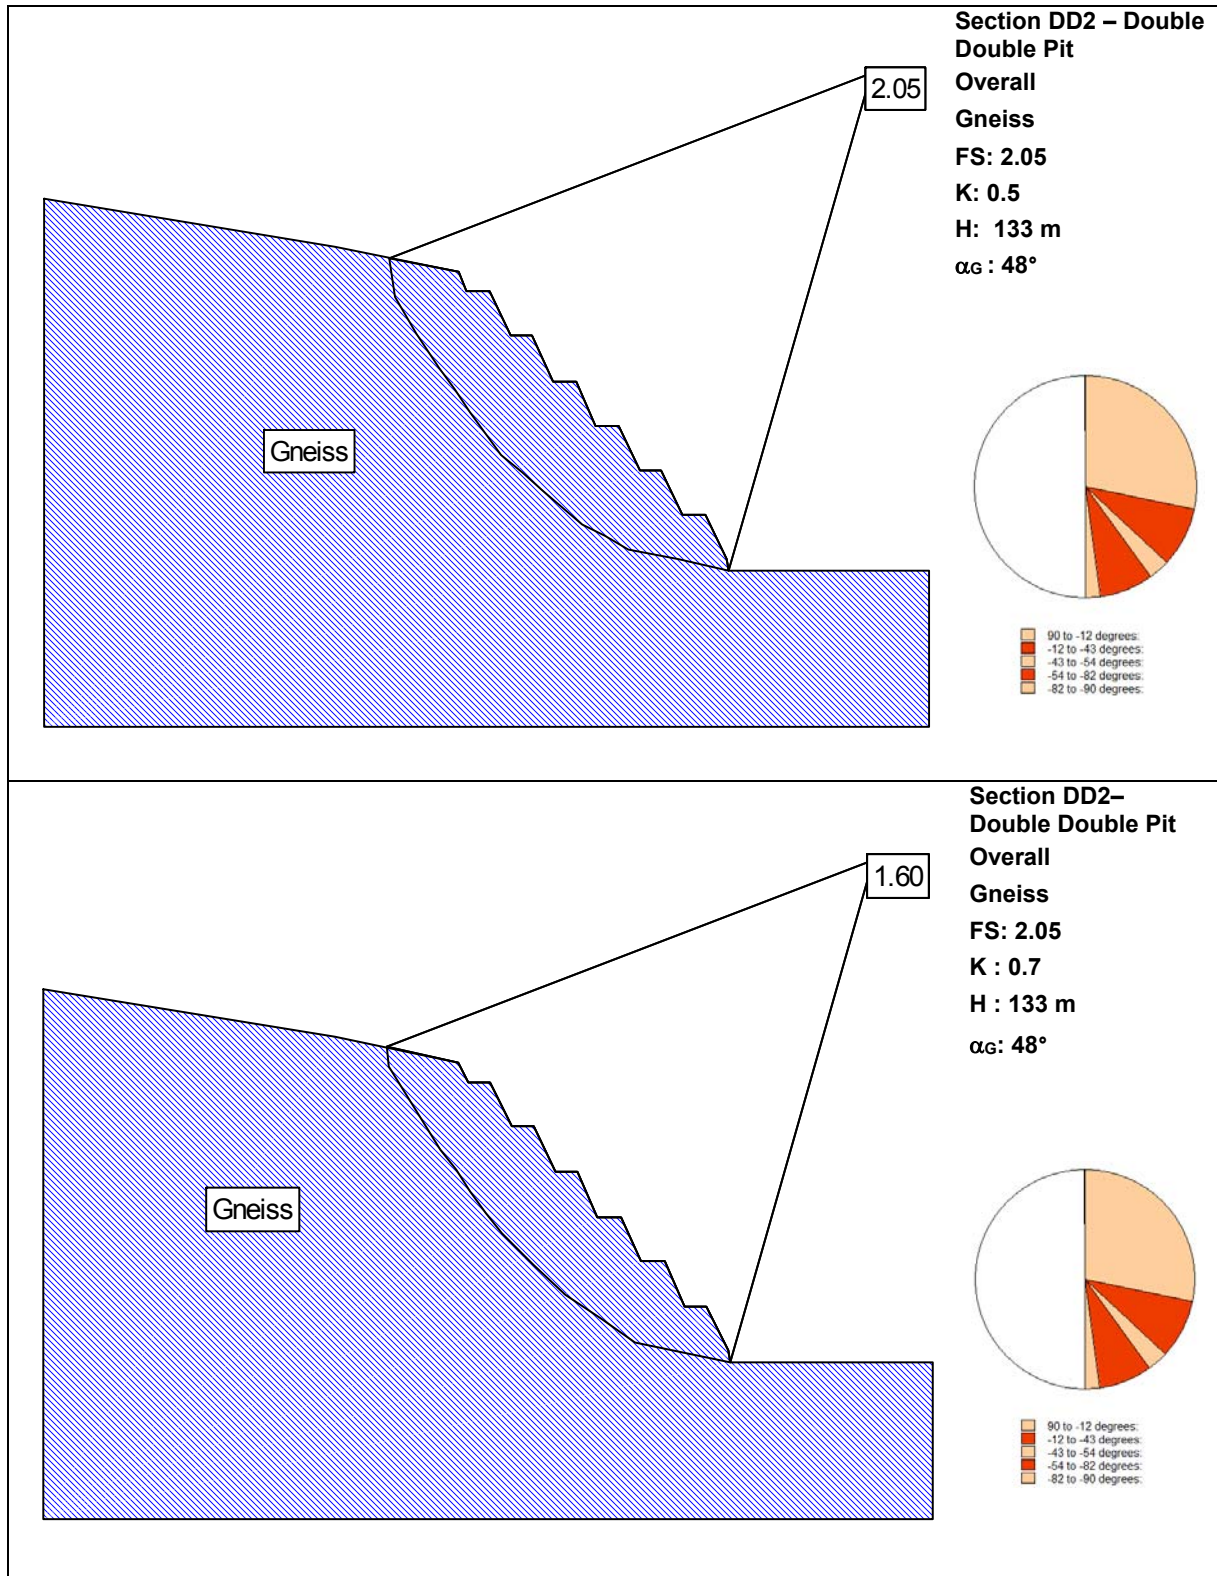 Section DD2 – Double
Double Pit
Overall
Gneiss
FS: 2.05
K: 0.5
H: 133 m
αG : 48°
2.05
Gneiss
90 to -12 degrees:
-12 to -43 degrees:
-43 to -54 degrees:
-54 to -82 degrees:
-82 to -90 degrees:
Section DD2–
Double Double Pit
Overall
Gneiss
FS: 2.05
K : 0.7
H : 133 m
αG: 48°
1.60
Gneiss
90 to -12 degrees:
-12 to -43 degrees:
-43 to -54 degrees:
-54 to -82 degrees:
-82 to -90 degrees: